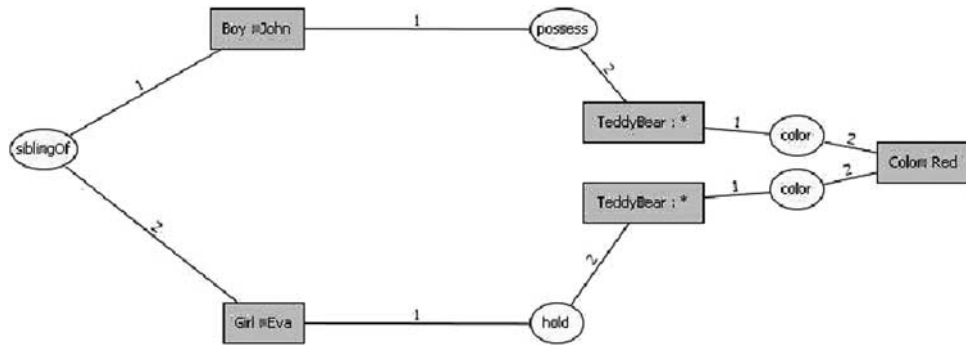 Boy :John
1
possess
1
2
TeddyBear : *
1
color
2
siblingOf
Color: Red
TeddyBear : *
1
color
2
2
2
Girl :Eva
1
hold